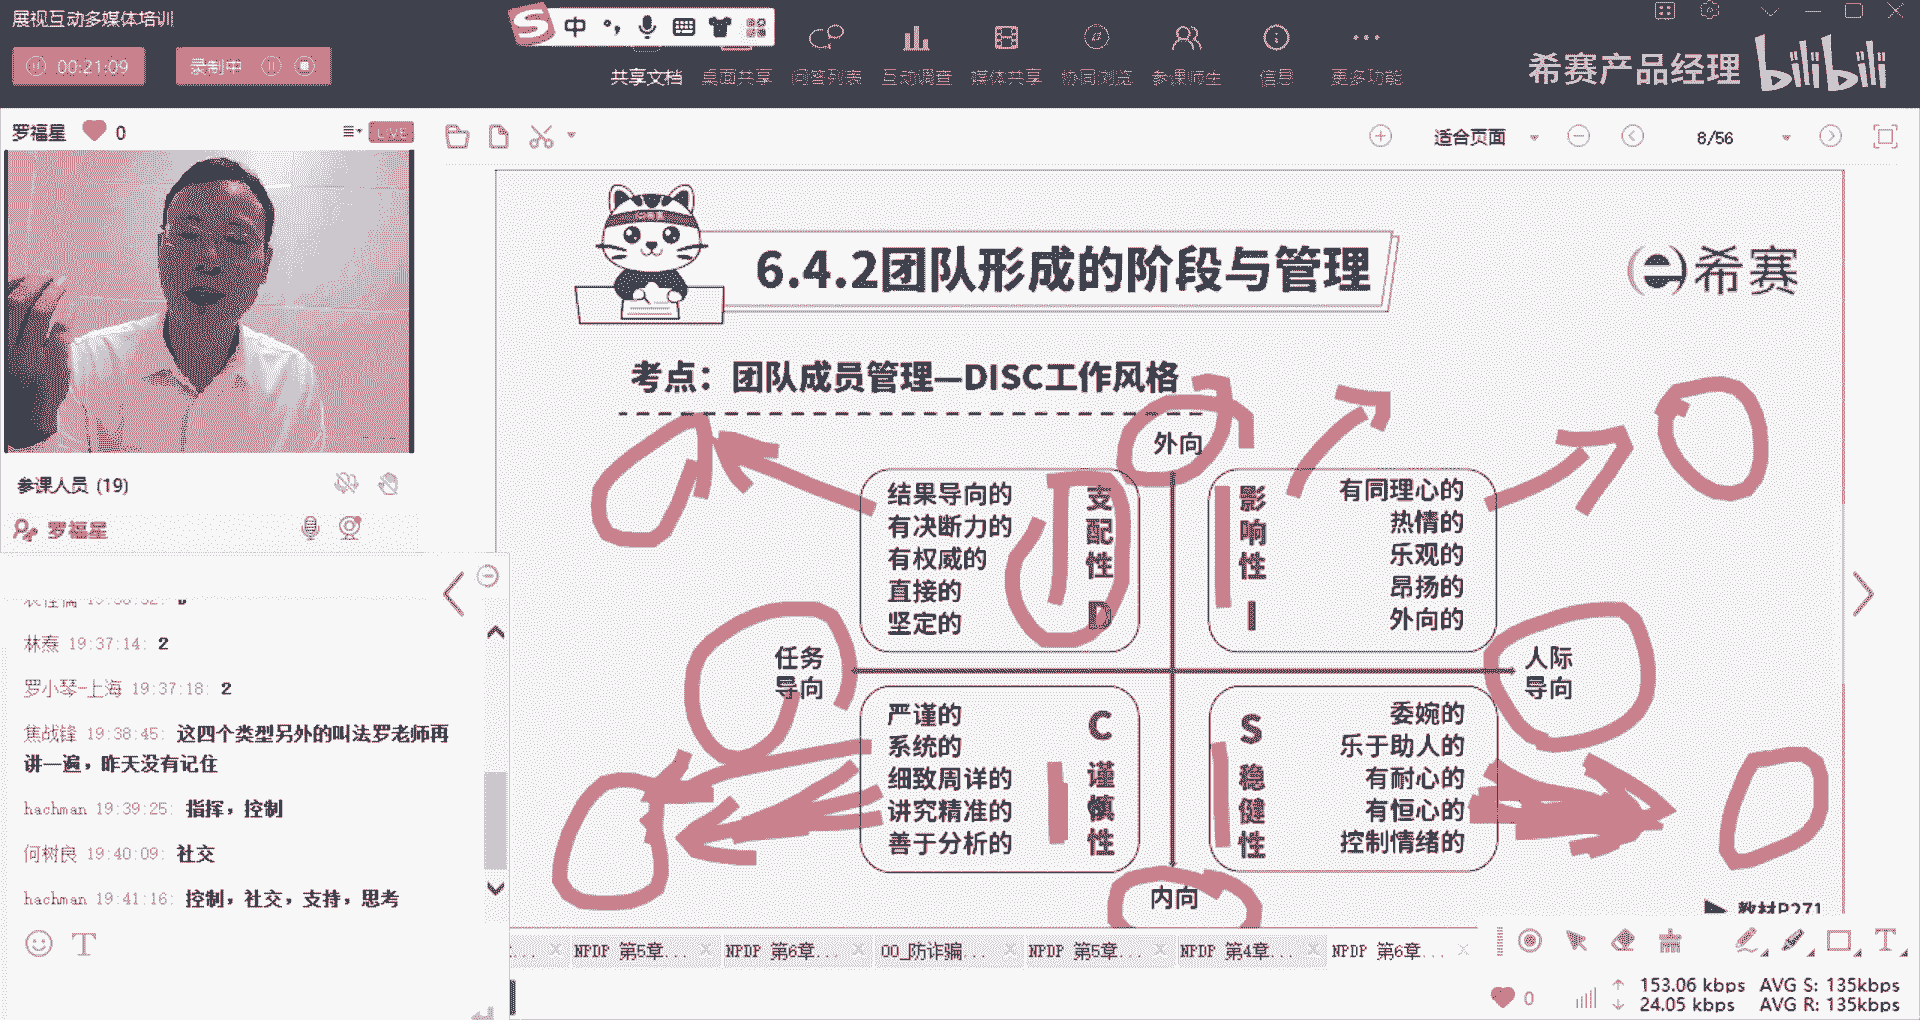 展视互动多媒体培训
00:21:09
录制中
中
共享文档
桌面共享
问答列表
互动调查
媒体共享
协同浏览
参课师生
信息
更多功能
希赛产品经理
bilibili
罗福星
0
LIVE
适合页面
8/56
6.4.2团队形成的阶段与管理
希赛
考点：团队成员管理—DISC工作风格
外向
结果导向的
有决断力的
有权威的
直接的
坚定的
支配性 D
影响性 I
有同理心的
热情的
乐观的
昂扬的
外向的
任务导向
人际导向
严谨的
系统的
细致周详的
讲究精准的
善于分析的
C 谨慎性
S 稳健性
委婉的
乐于助人的
有耐心的
有恒心的
控制情绪的
内向
教材P271
参课人员 (19)
罗福星
林焘 19:37:14: 2
罗小琴-上海 19:37:18: 2
焦战锋 19:38:45: 这四个类型另外的叫法罗老师再
讲一遍，昨天没有记住
hachman 19:39:25: 指挥，控制
何树良 19:40:09: 社交
hachman 19:41:16: 控制，社交，支持，思考
NPDP 第5章...
NPDP 第6章...
00_防诈骗...
NPDP 第5章...
NPDP 第4章...
NPDP 第6章...
0
153.06 kbps AVG S: 135kbps
24.05 kbps AVG R: 135kbps